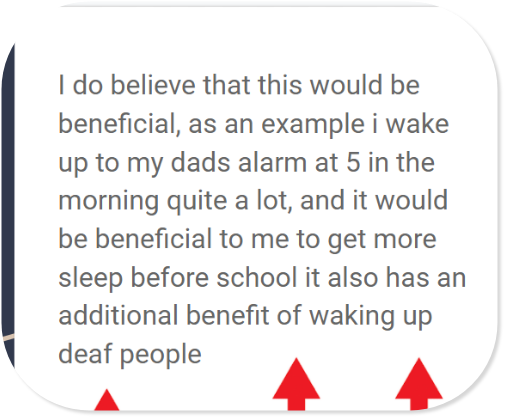 I do believe that this would be
beneficial, as an example i wake
up to my dads alarm at 5 in the
morning quite a lot, and it would
be beneficial to me to get more
sleep before school it also has an
additional benefit of waking up
deaf people